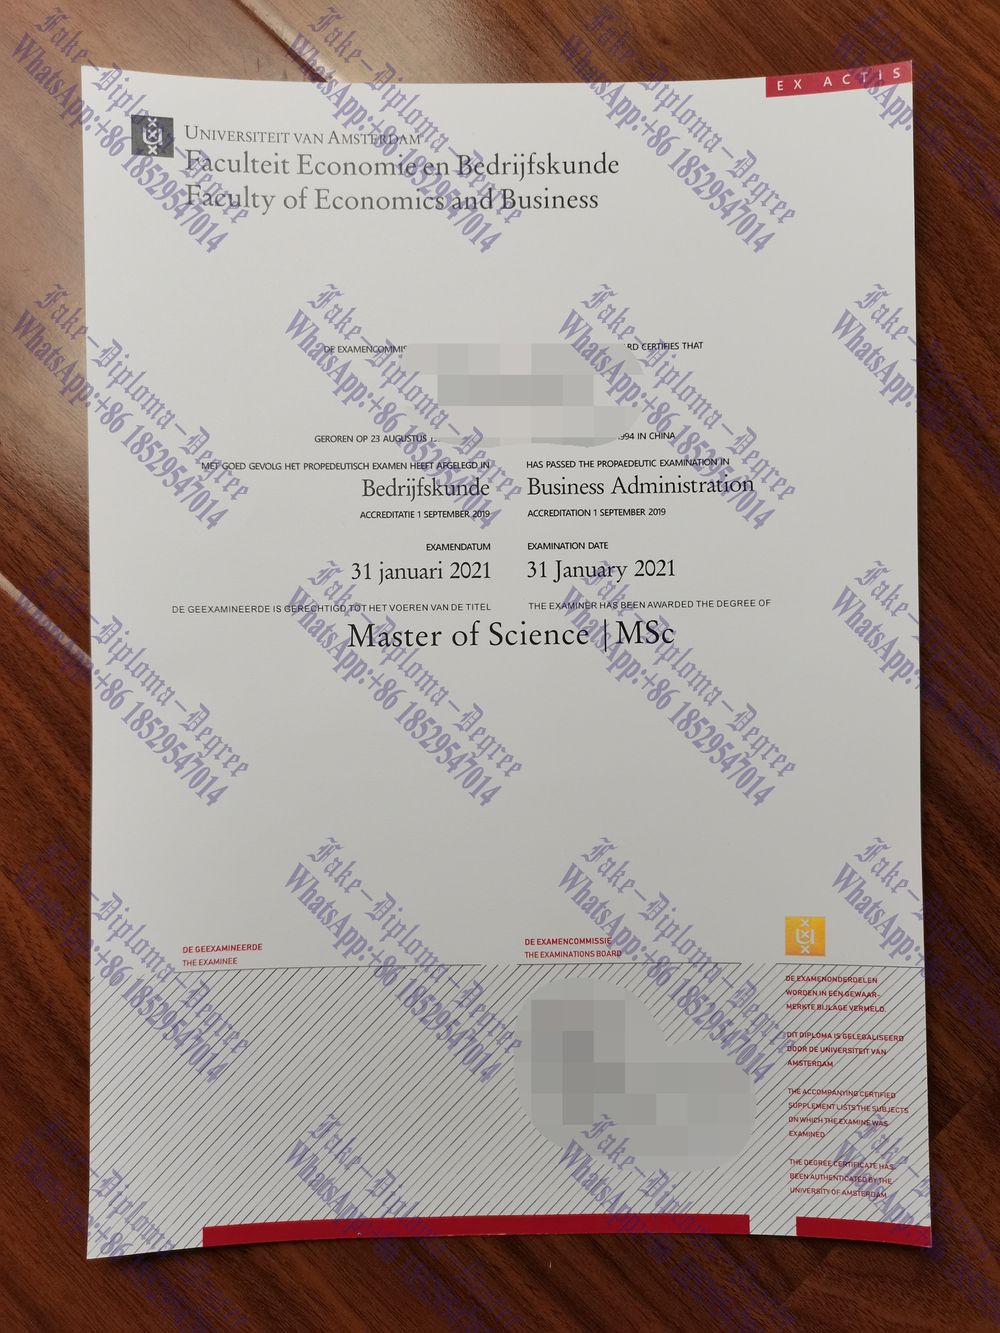 EX ACTIS
UNIVERSITEIT VAN AMSTERDAM
Faculteit Economie en Bedrijfskunde
Faculty of Economics and Business
DE EXAMENCOMMIS
RD CERTIFIES THAT
GEROREN OP 23 AUGUSTUS
994 IN CHINA
MET GOED GEVOLG HET PROPEDEUTISCH EXAMEN HEEFT AFGELEGD IN
HAS PASSED THE PROPAEDEUTIC EXAMINATION IN
Bedrijfskunde
Business Administration
ACCREDITATIE 1 SEPTEMBER 2019
ACCREDITATION 1 SEPTEMBER 2019
EXAMENDATUM
EXAMINATION DATE
31 januari 2021
31 January 2021
DE GEEXAMINEERDE IS GERECHTIGD TOT HET VOEREN VAN DE TITEL
THE EXAMINER HAS BEEN AWARDED THE DEGREE OF
Master of Science | MSc
DE GEEXAMINEERDE
THE EXAMINEE
DE EXAMENCOMMISSIE
THE EXAMINATIONS BOARD
DE EXAMENONDERDELEN
WORDEN IN EEN GEWAAR-
MERKTE BIJLAGE VERMELD.
DIT DIPLOMA IS GELEGALISEERD
DOOR DE UNIVERSITEIT VAN
AMSTERDAM
THE ACCOMPANYING CERTIFIED
SUPPLEMENT LISTS THE SUBJECTS
ON WHICH THE EXAMINE WAS
EXAMINED
THE DEGREE CERTIFICATE HAS
BEEN AUTHENTICATED BY THE
UNIVERSITY OF AMSTERDAM
Fake-Diploma-Degree
WhatsApp:+86 18529547014